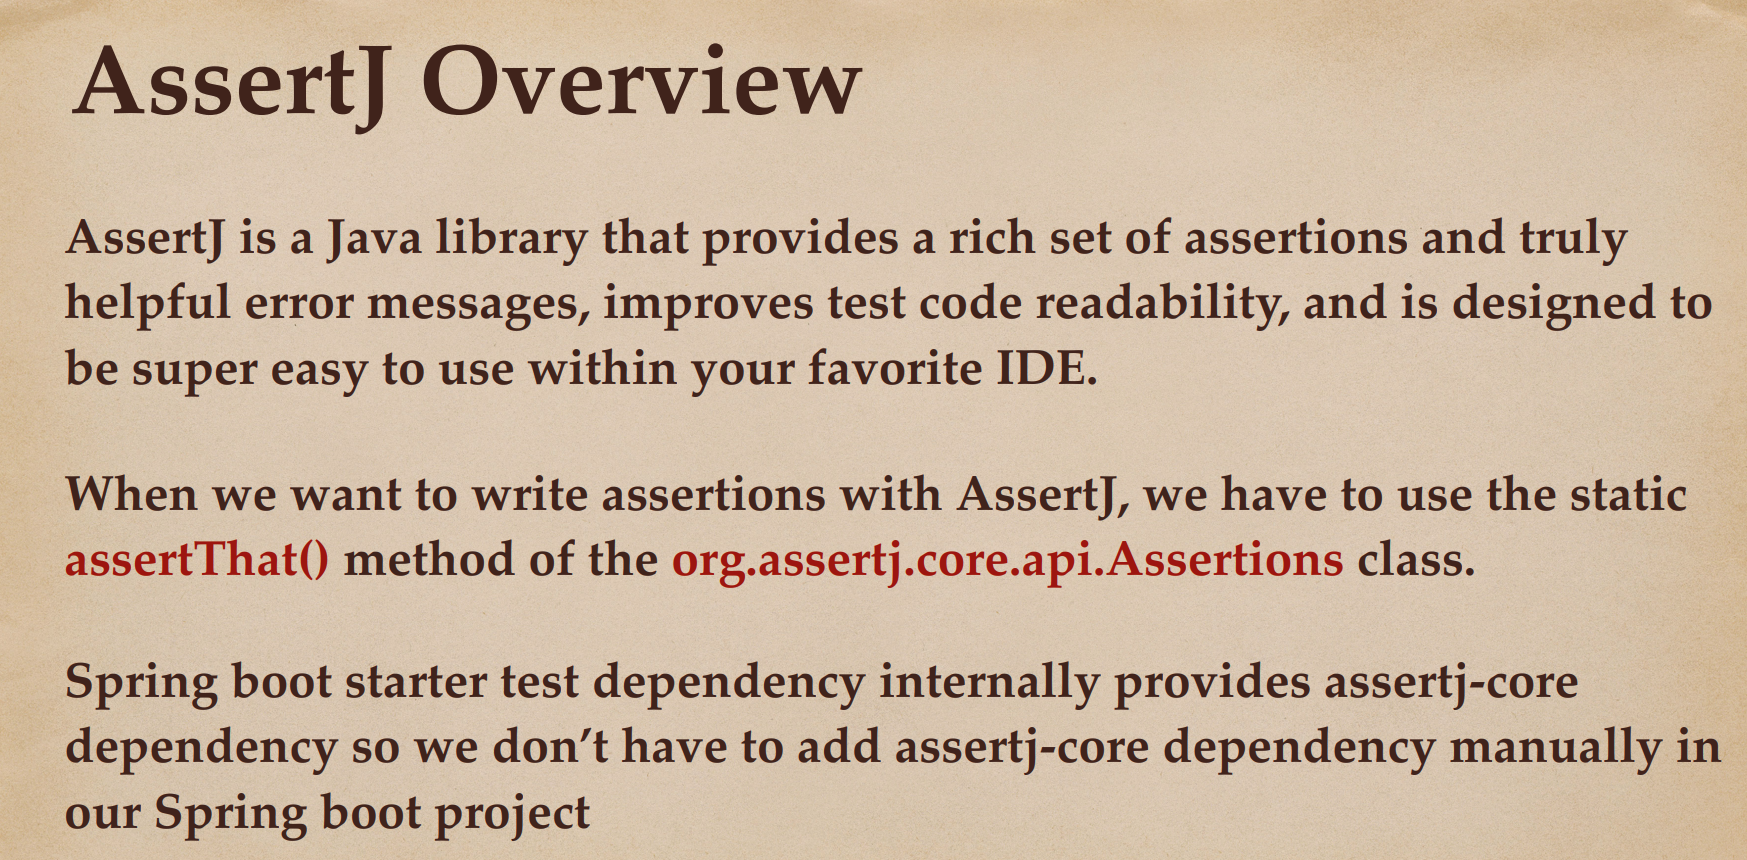 AssertJ Overview
AssertJ is a Java library that provides a rich set of assertions and truly
helpful error messages, improves test code readability, and is designed to
be super easy to use within your favorite IDE.
When we want to write assertions with AssertJ, we have to use the static
assertThat() method of the org.assertj.core.api.Assertions class.
Spring boot starter test dependency internally provides assertj-core
dependency so we don’t have to add assertj-core dependency manually in
our Spring boot project